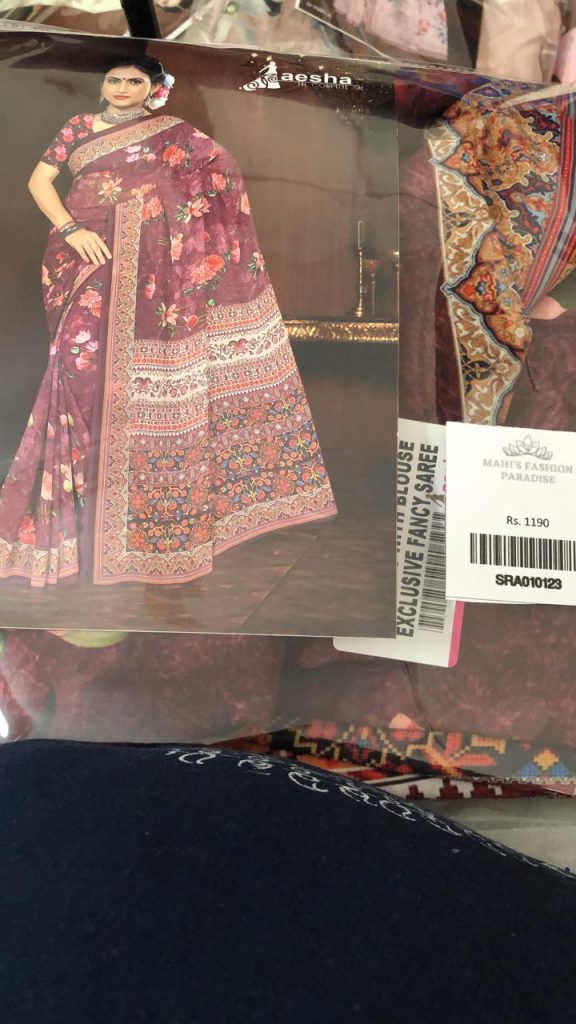 aesha
EXCLUSIVE FANCY SAREE
BLOUSE
MAHI'S FASHION
PARADISE
Rs. 1190
SRA010123